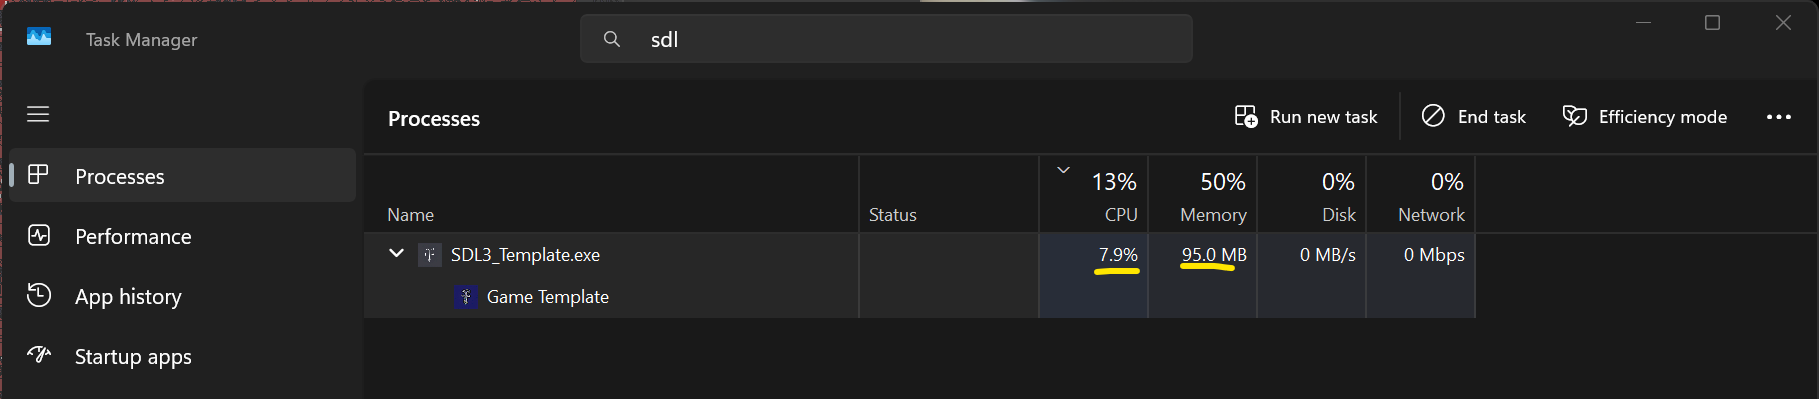 Task Manager
sdl
Processes
Run new task
End task
Efficiency mode
Processes
Performance
App history
Startup apps
13% 50% 0% 0%
Name Status CPU Memory Disk Network
SDL3_Template.exe 7.9% 95.0 MB 0 MB/s 0 Mbps
Game Template